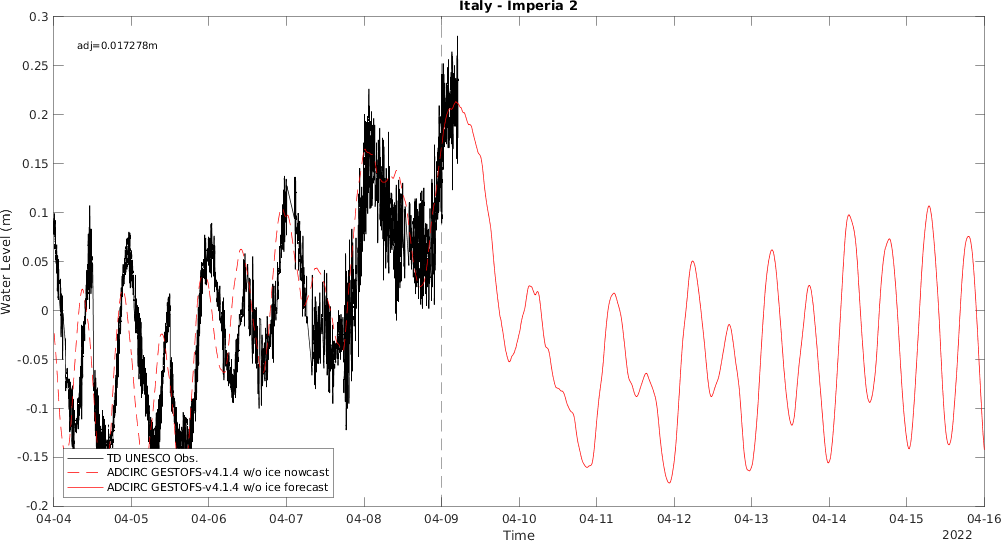 Italy - Imperia 2
adj=0.017278m
0.3
0.25
0.2
0.15
0.1
0.05
0
-0.05
-0.1
-0.15
-0.2
Water Level (m)
TD UNESCO Obs.
ADCIRC GESTOFS-v4.1.4 w/o ice nowcast
ADCIRC GESTOFS-v4.1.4 w/o ice forecast
04-04 04-05 04-06 04-07 04-08 04-09 04-10 04-11 04-12 04-13 04-14 04-15 04-16
Time
2022